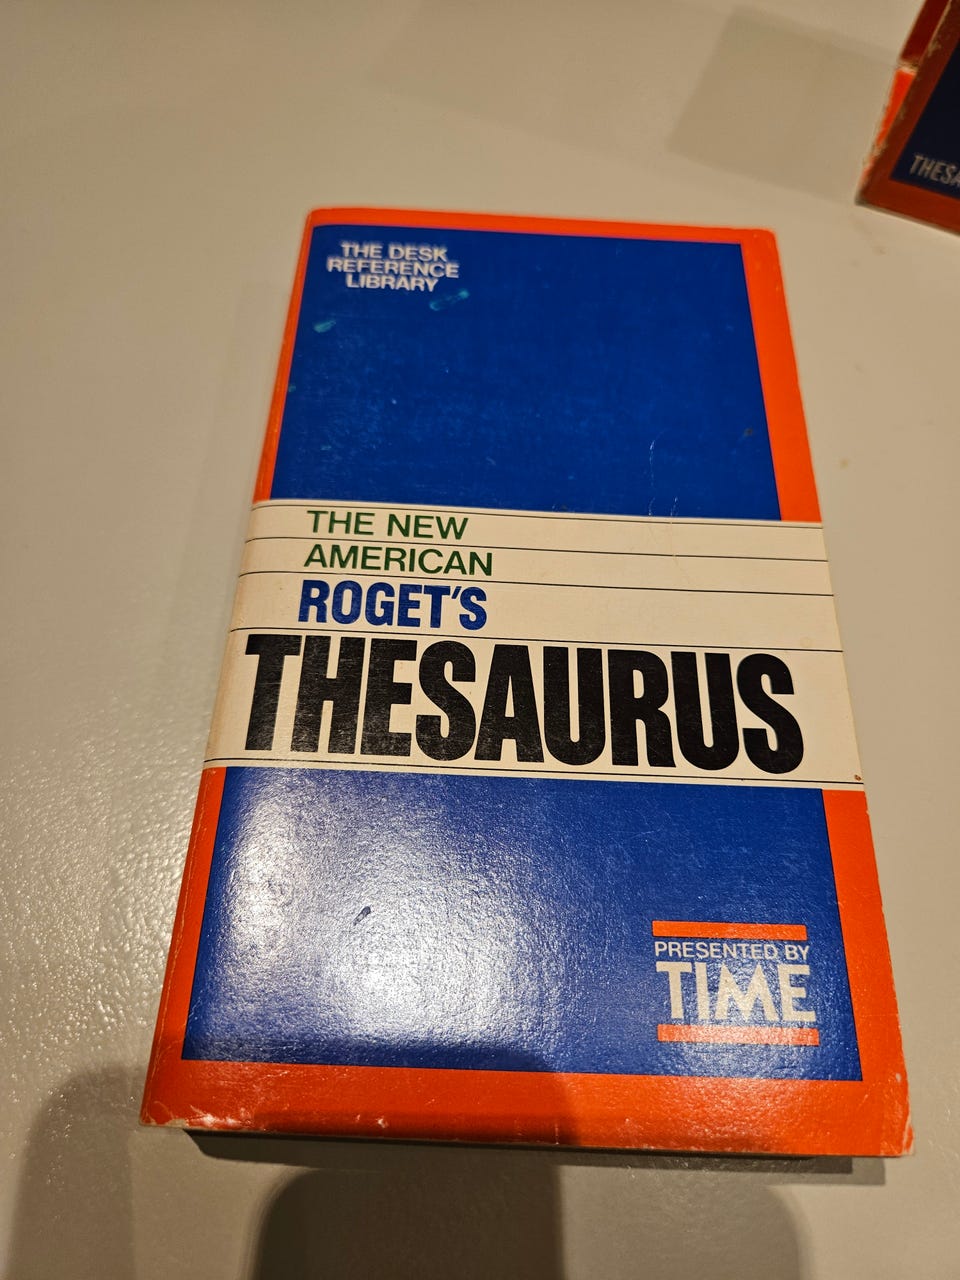 THE DESK
REFERENCE
LIBRARY
THE NEW
AMERICAN
ROGET'S
THESAURUS
PRESENTED BY
TIME